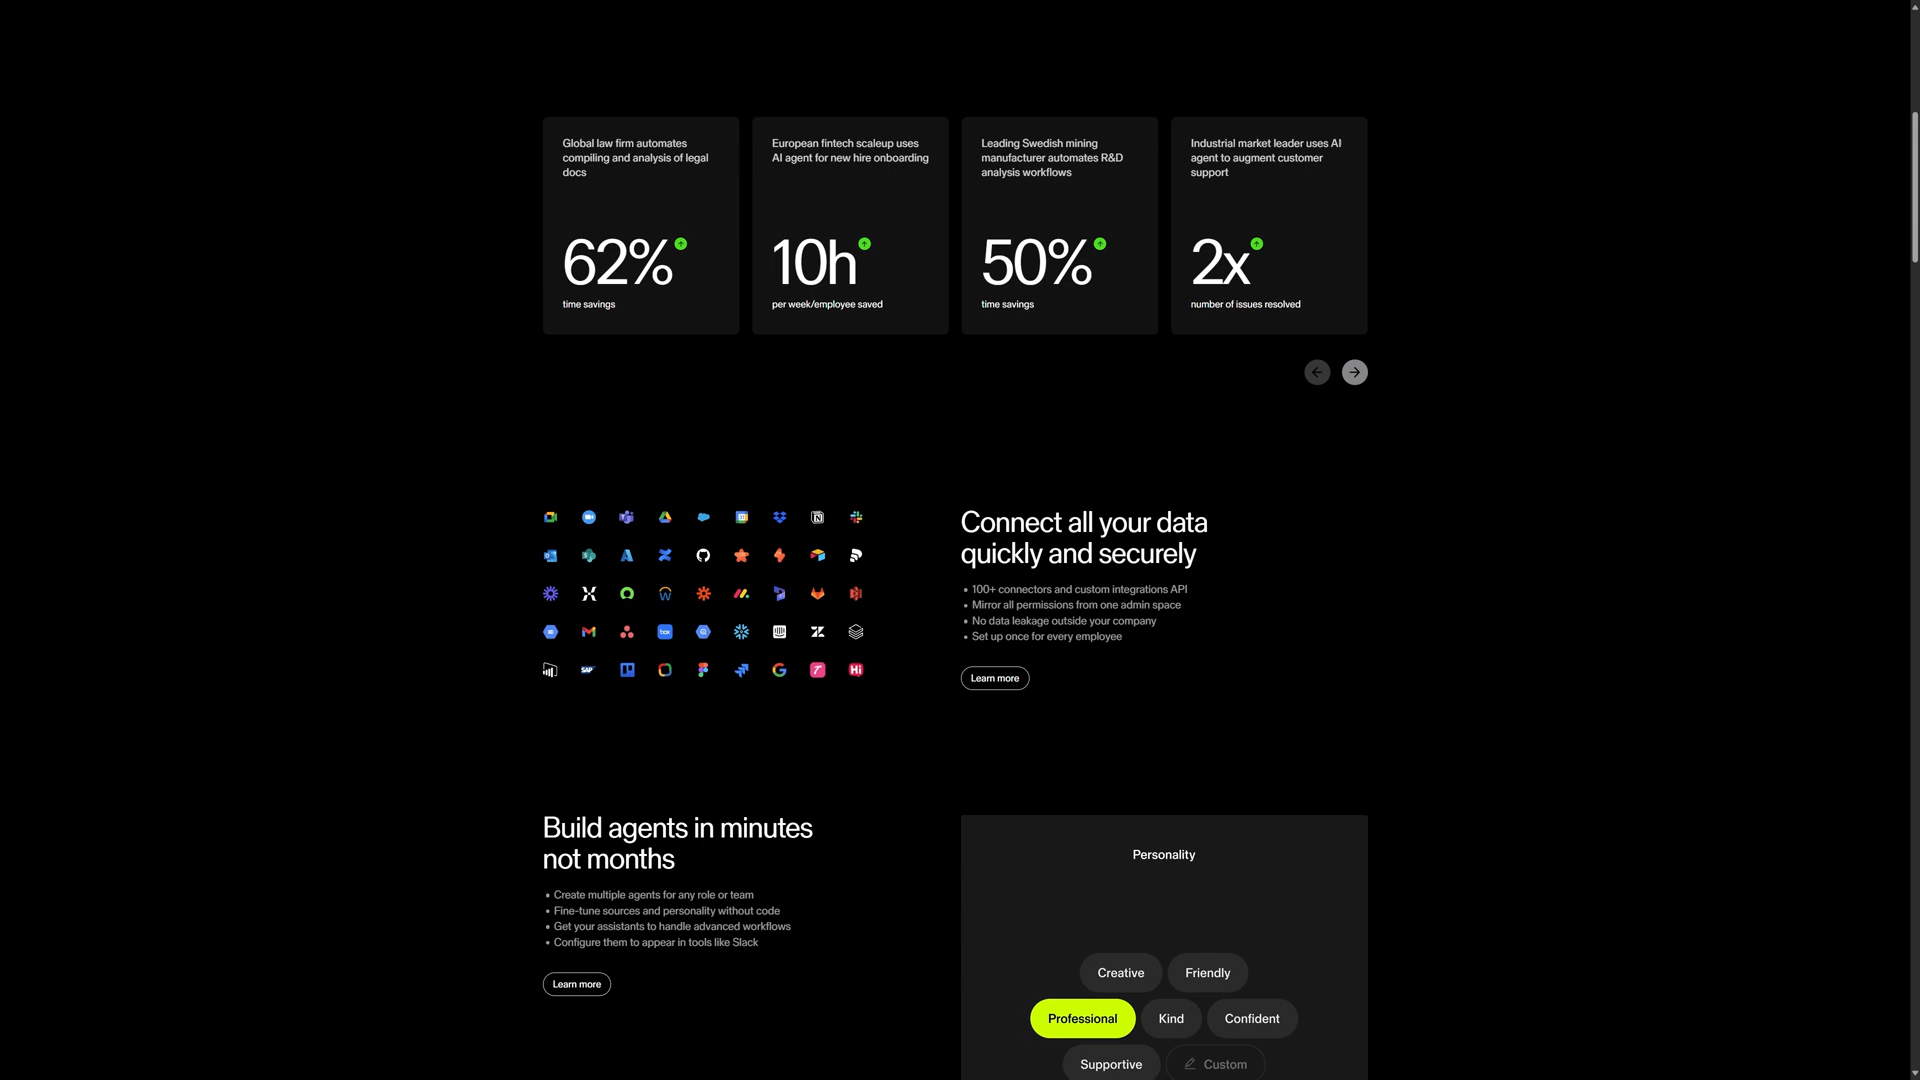 Global law firm automates
compiling and analysis of legal
docs
62%
time savings
European fintech scaleup uses
AI agent for new hire onboarding
10h
per week/employee saved
Leading Swedish mining
manufacturer automates R&D
analysis workflows
50%
time savings
Industrial market leader uses AI
agent to augment customer
support
2x
number of issues resolved
box
SAP
Hi
Connect all your data
quickly and securely
• 100+ connectors and custom integrations API
• Mirror all permissions from one admin space
• No data leakage outside your company
• Set up once for every employee
Learn more
Build agents in minutes
not months
• Create multiple agents for any role or team
• Fine-tune sources and personality without code
• Get your assistants to handle advanced workflows
• Configure them to appear in tools like Slack
Learn more
Personality
Creative
Friendly
Professional
Kind
Confident
Supportive
Custom